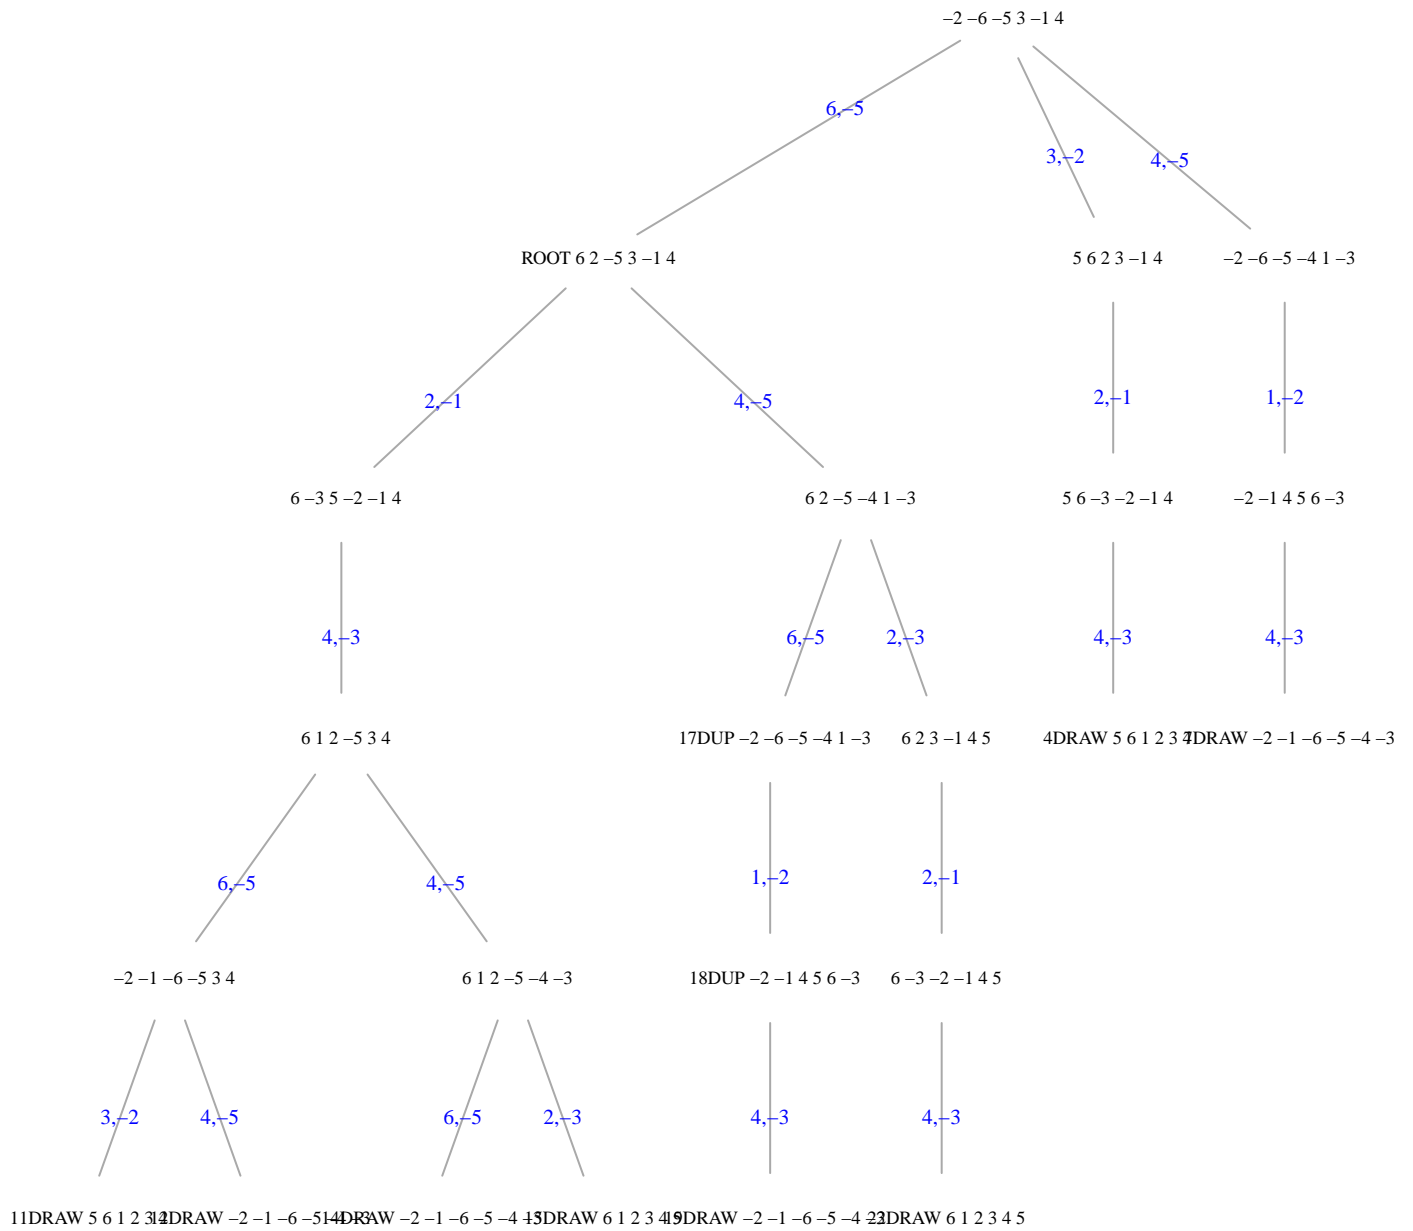 –2 –6 –5 3 –1 4
6,–5
3,–2
4,–5
ROOT 6 2 –5 3 –1 4
5 6 2 3 –1 4
–2 –6 –5 –4 1 –3
2,–1
4,–5
2,–1
1,–2
6 –3 5 –2 –1 4
6 2 –5 –4 1 –3
5 6 –3 –2 –1 4
–2 –1 4 5 6 –3
4,–3
6,–5
2,–3
4,–3
4,–3
6 1 2 –5 3 4
17DUP –2 –6 –5 –4 1 –3
6 2 3 –1 4 5
4DRAW 5 6 1 2 3
DRAW –2 –1 –6 –5 –4 –3
6,–5
4,–5
1,–2
2,–1
–2 –1 –6 –5 3 4
6 1 2 –5 –4 –3
18DUP –2 –1 4 5 6 –3
6 –3 –2 –1 4 5
3,–2
4,–5
6,–5
2,–3
4,–3
4,–3
11DRAW 5 6 1 2 3
DRAW –2 –1 –6
–2 –1 –6 –5 –4
DRAW 6 1 2 3 4
DRAW –2 –1 –6 –5 –4
DRAW 6 1 2 3 4 5